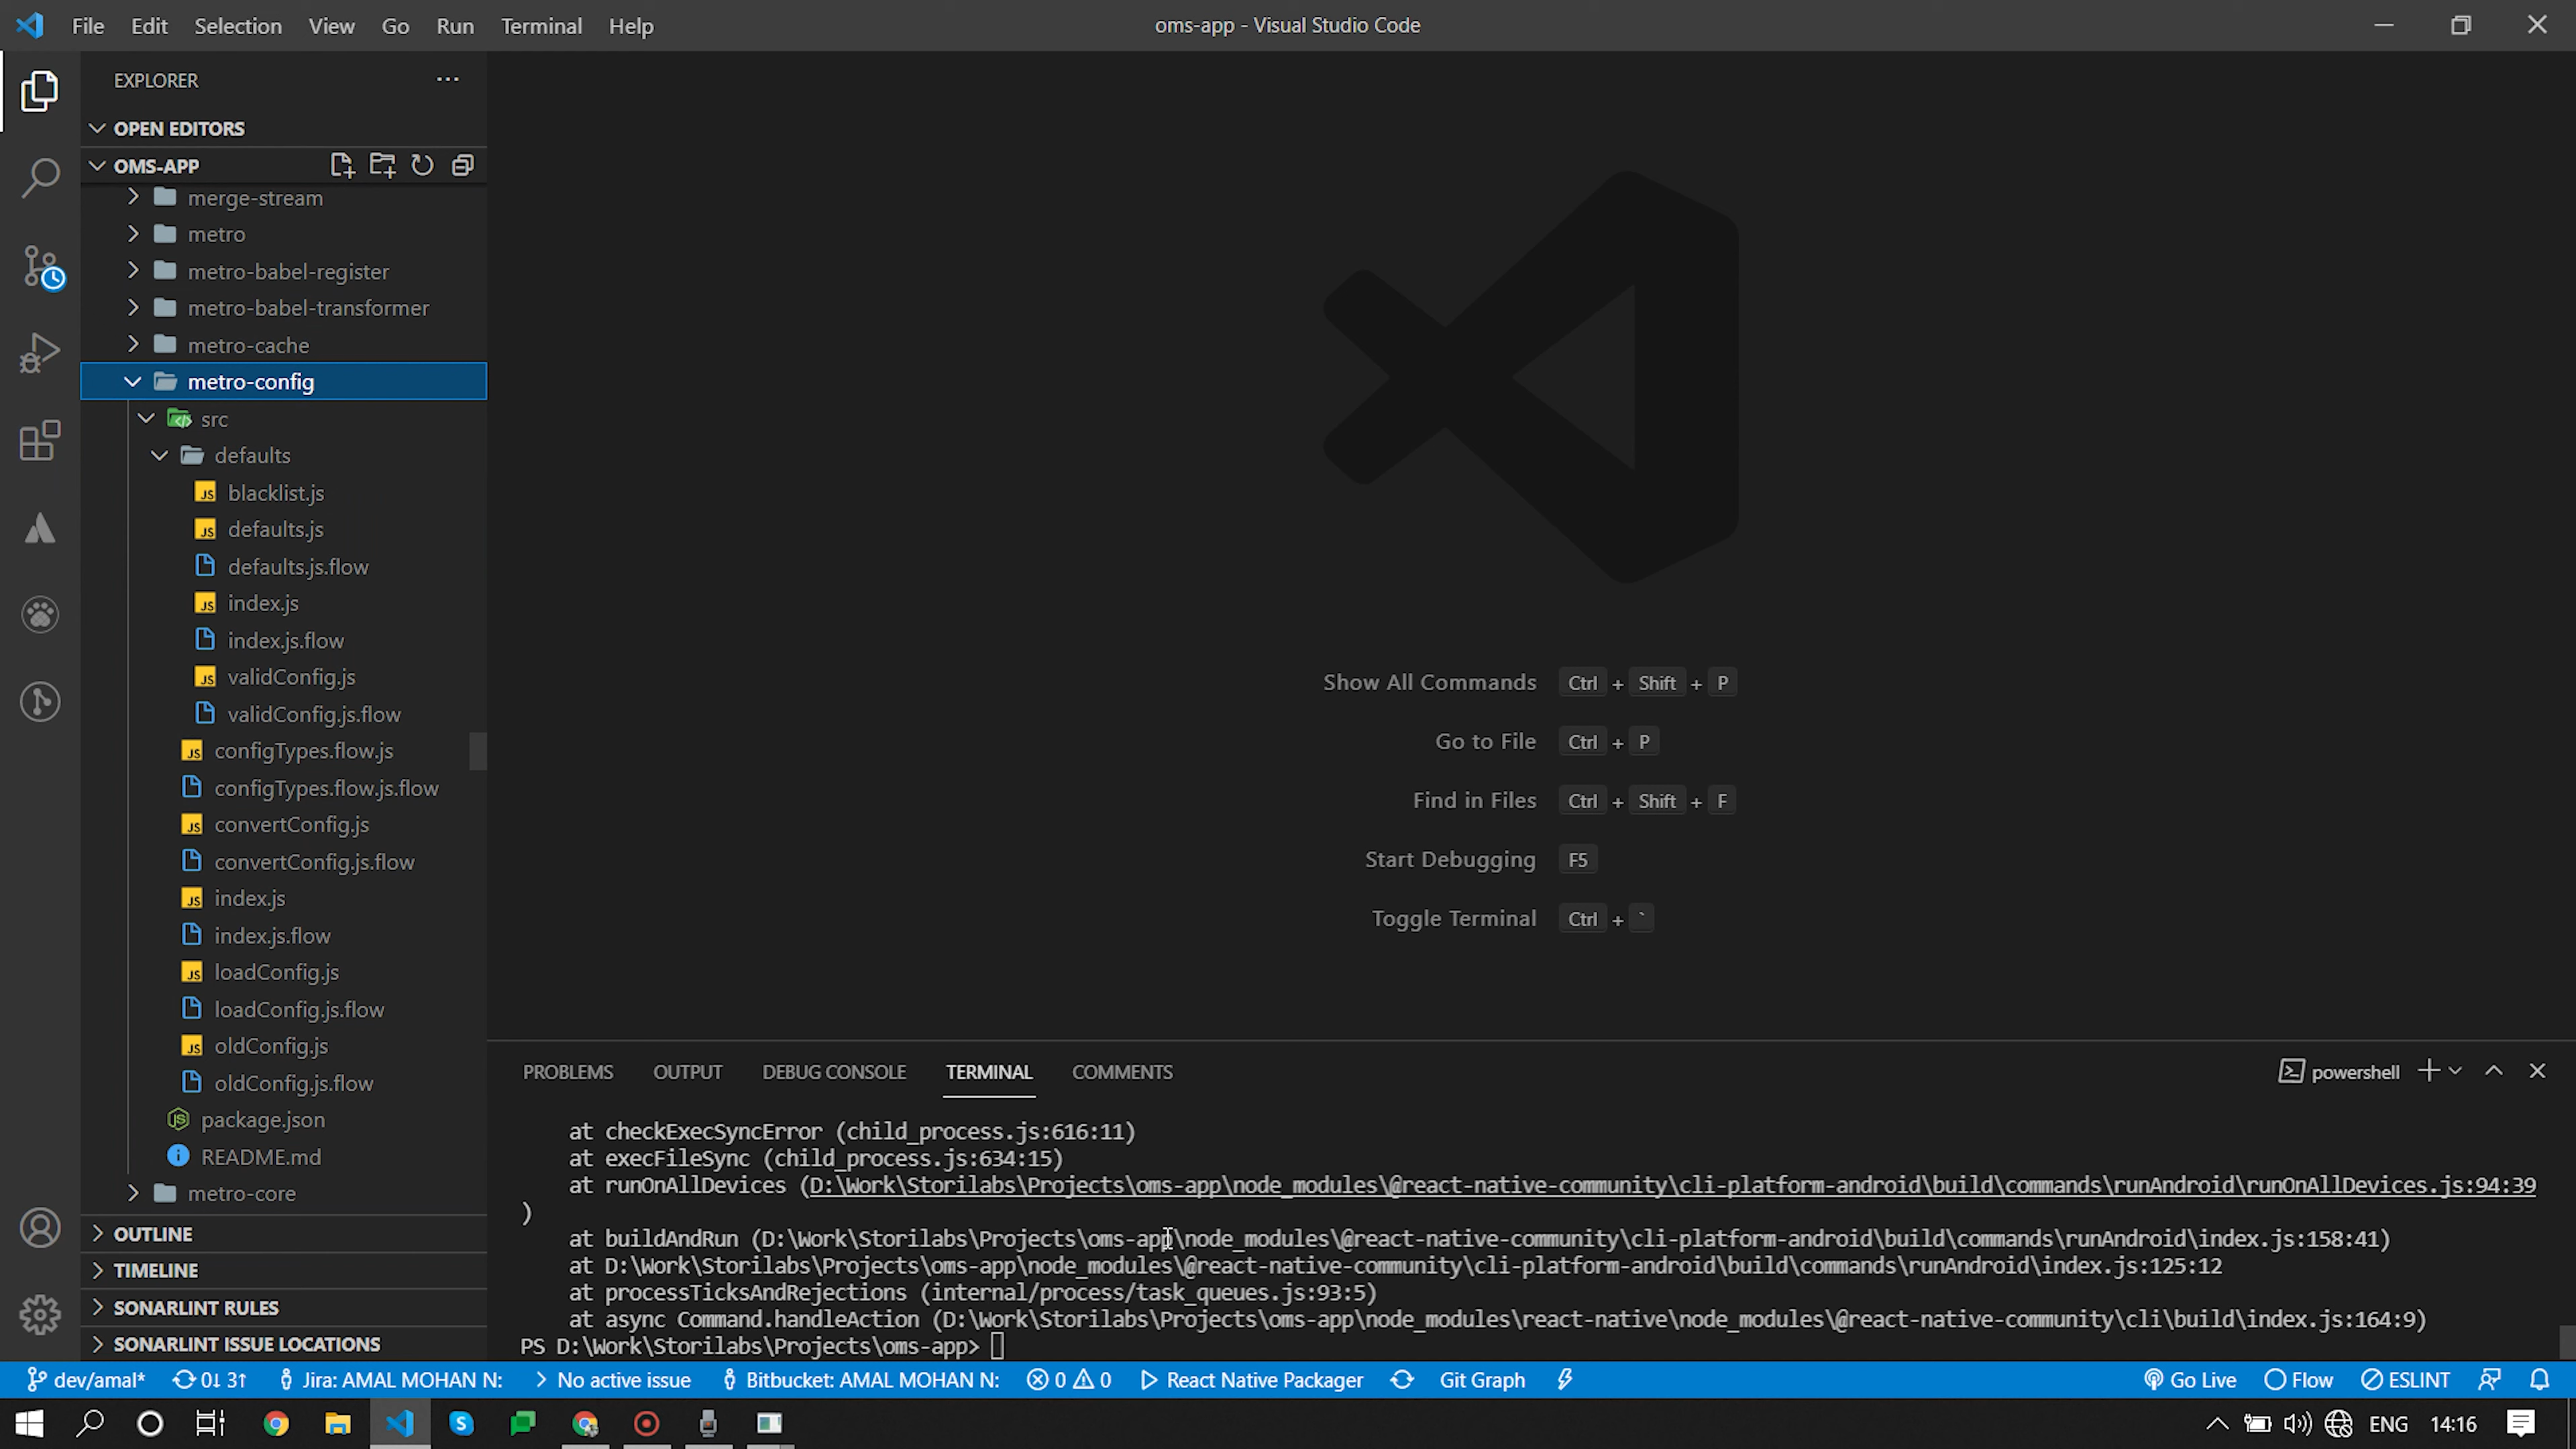 File Edit Selection View Go Run Terminal Help
oms-app - Visual Studio Code
EXPLORER
OPEN EDITORS
OMS-APP
merge-stream
metro
metro-babel-register
metro-babel-transformer
metro-cache
metro-config
src
defaults
JS blacklist.js
JS defaults.js
defaults.js.flow
JS index.js
index.js.flow
JS validConfig.js
validConfig.js.flow
JS configTypes.flow.js
configTypes.flow.js.flow
JS convertConfig.js
convertConfig.js.flow
JS index.js
index.js.flow
JS loadConfig.js
loadConfig.js.flow
JS oldConfig.js
oldConfig.js.flow
package.json
README.md
metro-core
OUTLINE
TIMELINE
SONARLINT RULES
SONARLINT ISSUE LOCATIONS
Show All Commands Ctrl + Shift + P
Go to File Ctrl + P
Find in Files Ctrl + Shift + F
Start Debugging F5
Toggle Terminal Ctrl + `
PROBLEMS OUTPUT DEBUG CONSOLE TERMINAL COMMENTS
powershell
at checkExecSyncError (child_process.js:616:11)
at execFileSync (child_process.js:634:15)
at runOnAllDevices (D:\Work\Storilabs\Projects\oms-app\node_modules\@react-native-community\cli-platform-android\build\commands\runAndroid\runOnAllDevices.js:94:39
)
at buildAndRun (D:\Work\Storilabs\Projects\oms-app\node_modules\@react-native-community\cli-platform-android\build\commands\runAndroid\index.js:158:41)
at D:\Work\Storilabs\Projects\oms-app\node_modules\@react-native-community\cli-platform-android\build\commands\runAndroid\index.js:125:12
at processTicksAndRejections (internal/process/task_queues.js:93:5)
at async Command.handleAction (D:\Work\Storilabs\Projects\oms-app\node_modules\react-native\node_modules\@react-native-community\cli\build\index.js:164:9)
PS D:\Work\Storilabs\Projects\oms-app>
dev/amal* 0↓ 3↑ Jira: AMAL MOHAN N: No active issue Bitbucket: AMAL MOHAN N: 0 0 React Native Packager Git Graph Go Live Flow ESLINT
ENG 14:16